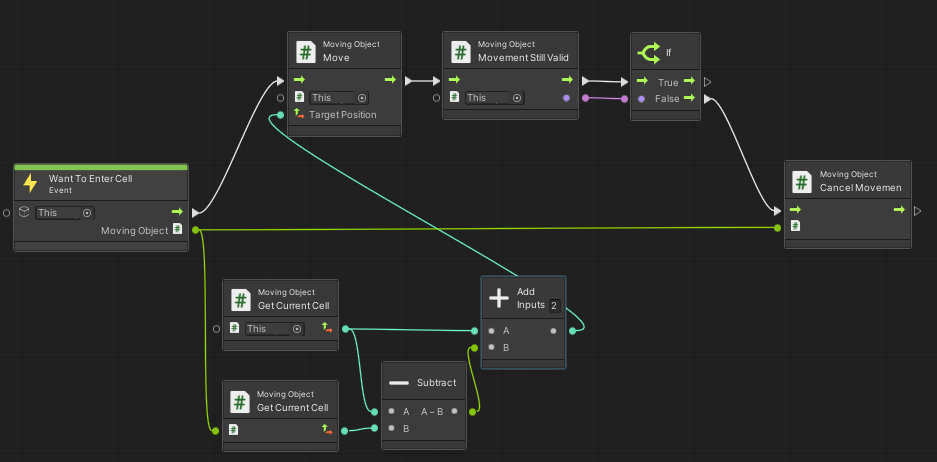 Moving Object
Move
This
Target Position
Moving Object
Movement Still Valid
This
If
True
False
Want To Enter Cell
Event
This
Moving Object
Moving Object
Cancel Movemen
Moving Object
Get Current Cell
This
Add
Inputs 2
A
B
Moving Object
Get Current Cell
Subtract
A A – B
B